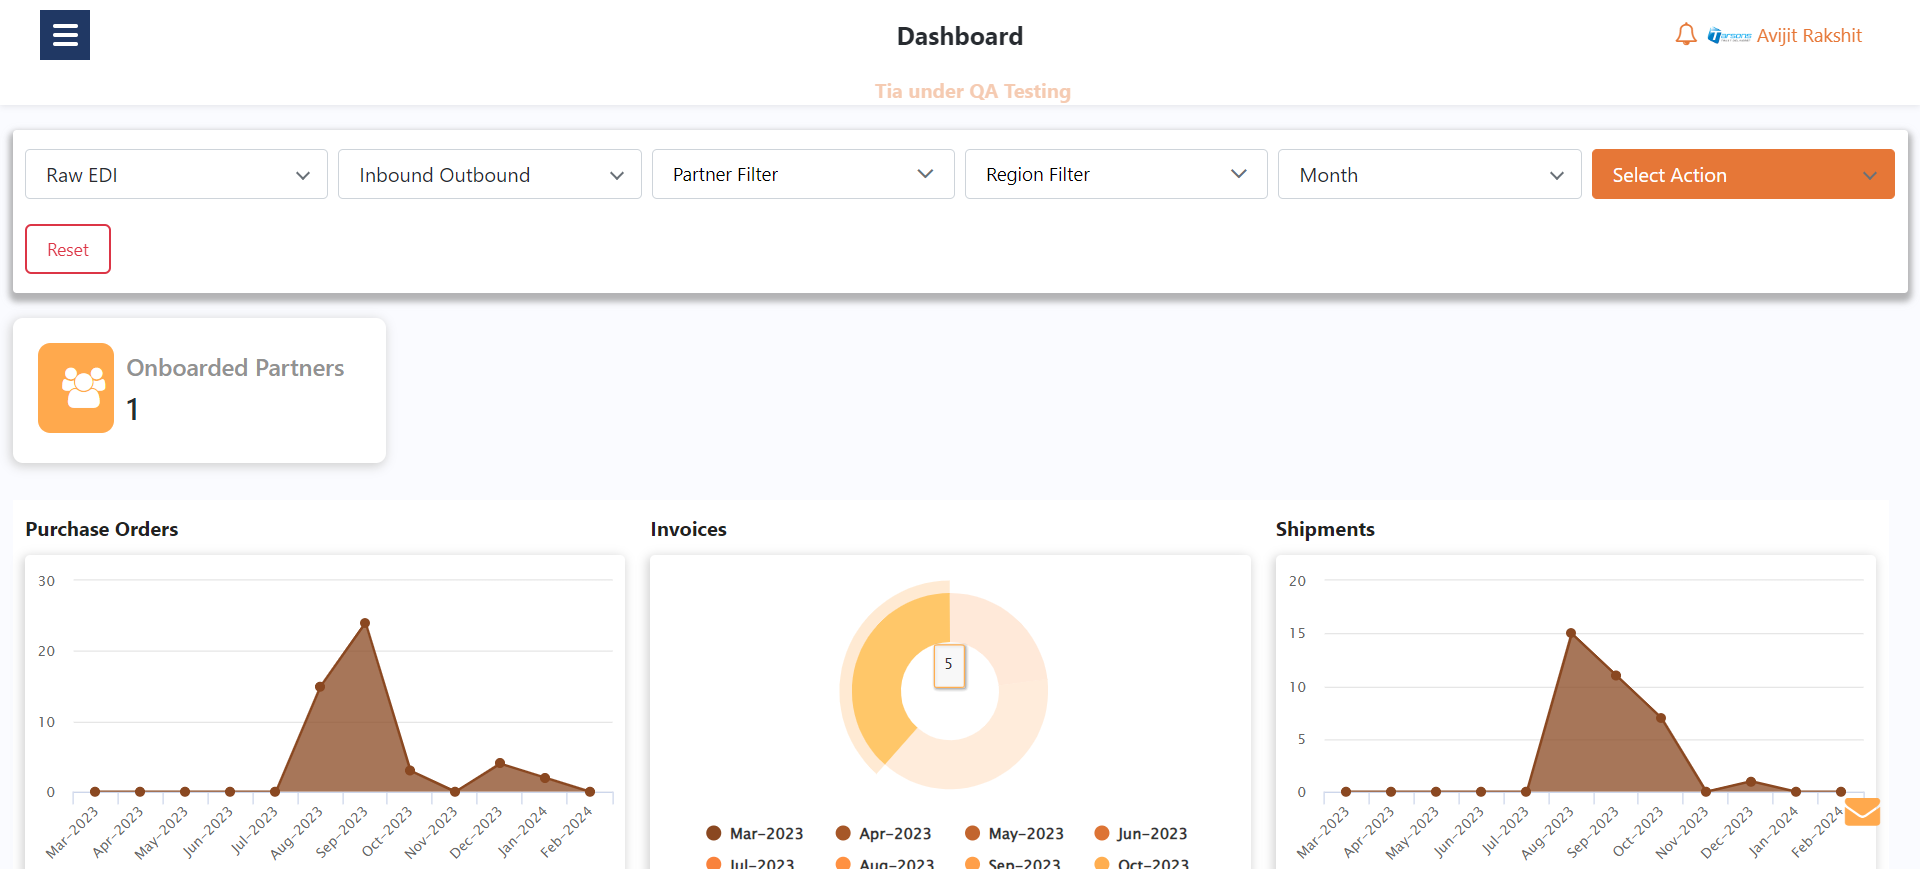 Dashboard
Tarsons
Avijit Rakshit
Tia under QA Testing
Raw EDI
Inbound Outbound
Partner Filter
Region Filter
Month
Select Action
Reset
Onboarded Partners
1
Purchase Orders
30
20
10
0
Mar-2023
Apr-2023
May-2023
Jun-2023
Jul-2023
Aug-2023
Sep-2023
Oct-2023
Nov-2023
Dec-2023
Jan-2024
Feb-2024
Invoices
5
Mar-2023
Apr-2023
May-2023
Jun-2023
Jul-2023
Aug-2023
Sep-2023
Oct-2023
Shipments
20
15
10
5
0
Mar-2023
Apr-2023
May-2023
Jun-2023
Jul-2023
Aug-2023
Sep-2023
Oct-2023
Nov-2023
Dec-2023
Jan-2024
Feb-2024